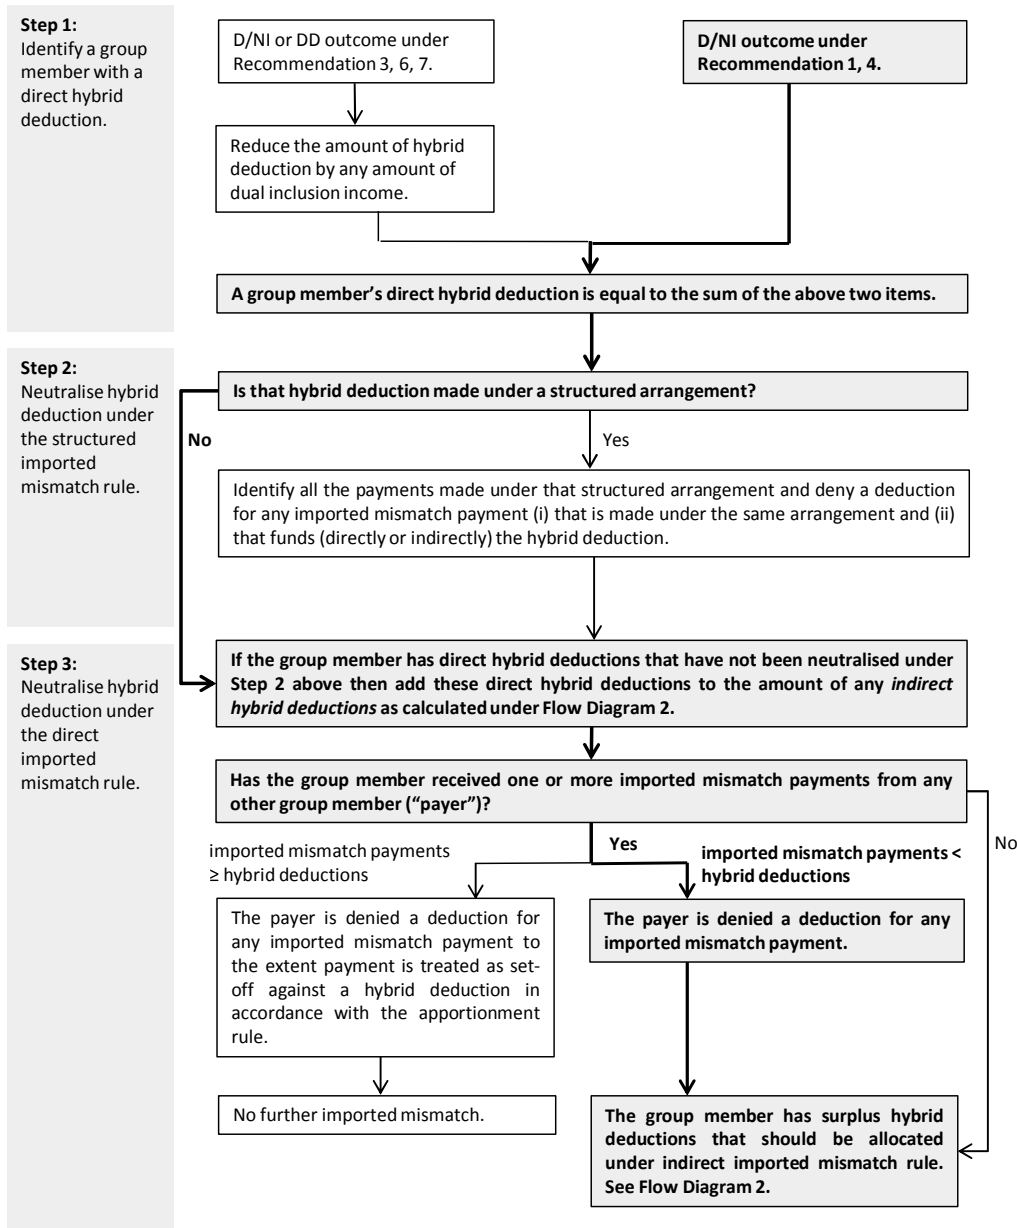 Step 1:
Identify a group
member with a
direct hybrid
deduction.
D/NI or DD outcome under
Recommendation 3, 6, 7.
D/NI outcome under
Recommendation 1, 4.
Reduce the amount of hybrid
deduction by any amount of
dual inclusion income.
A group member's direct hybrid deduction is equal to the sum of the above two items.
Step 2:
Neutralise hybrid
deduction under
the structured
imported
mismatch rule.
Is that hybrid deduction made under a structured arrangement?
No
Yes
Identify all the payments made under that structured arrangement and deny a deduction
for any imported mismatch payment (i) that is made under the same arrangement and (ii)
that funds (directly or indirectly) the hybrid deduction.
Step 3:
Neutralise hybrid
deduction under
the direct
imported
mismatch rule.
If the group member has direct hybrid deductions that have not been neutralised under
Step 2 above then add these direct hybrid deductions to the amount of any indirect
hybrid deductions as calculated under Flow Diagram 2.
Has the group member received one or more imported mismatch payments from any
other group member ("payer")?
Yes
No
imported mismatch payments
≥ hybrid deductions
imported mismatch payments <
hybrid deductions
The payer is denied a deduction for
any imported mismatch payment to
the extent payment is treated as set-
off against a hybrid deduction in
accordance with the apportionment
rule.
The payer is denied a deduction for any
imported mismatch payment.
No further imported mismatch.
The group member has surplus hybrid
deductions that should be allocated
under indirect imported mismatch rule.
See Flow Diagram 2.